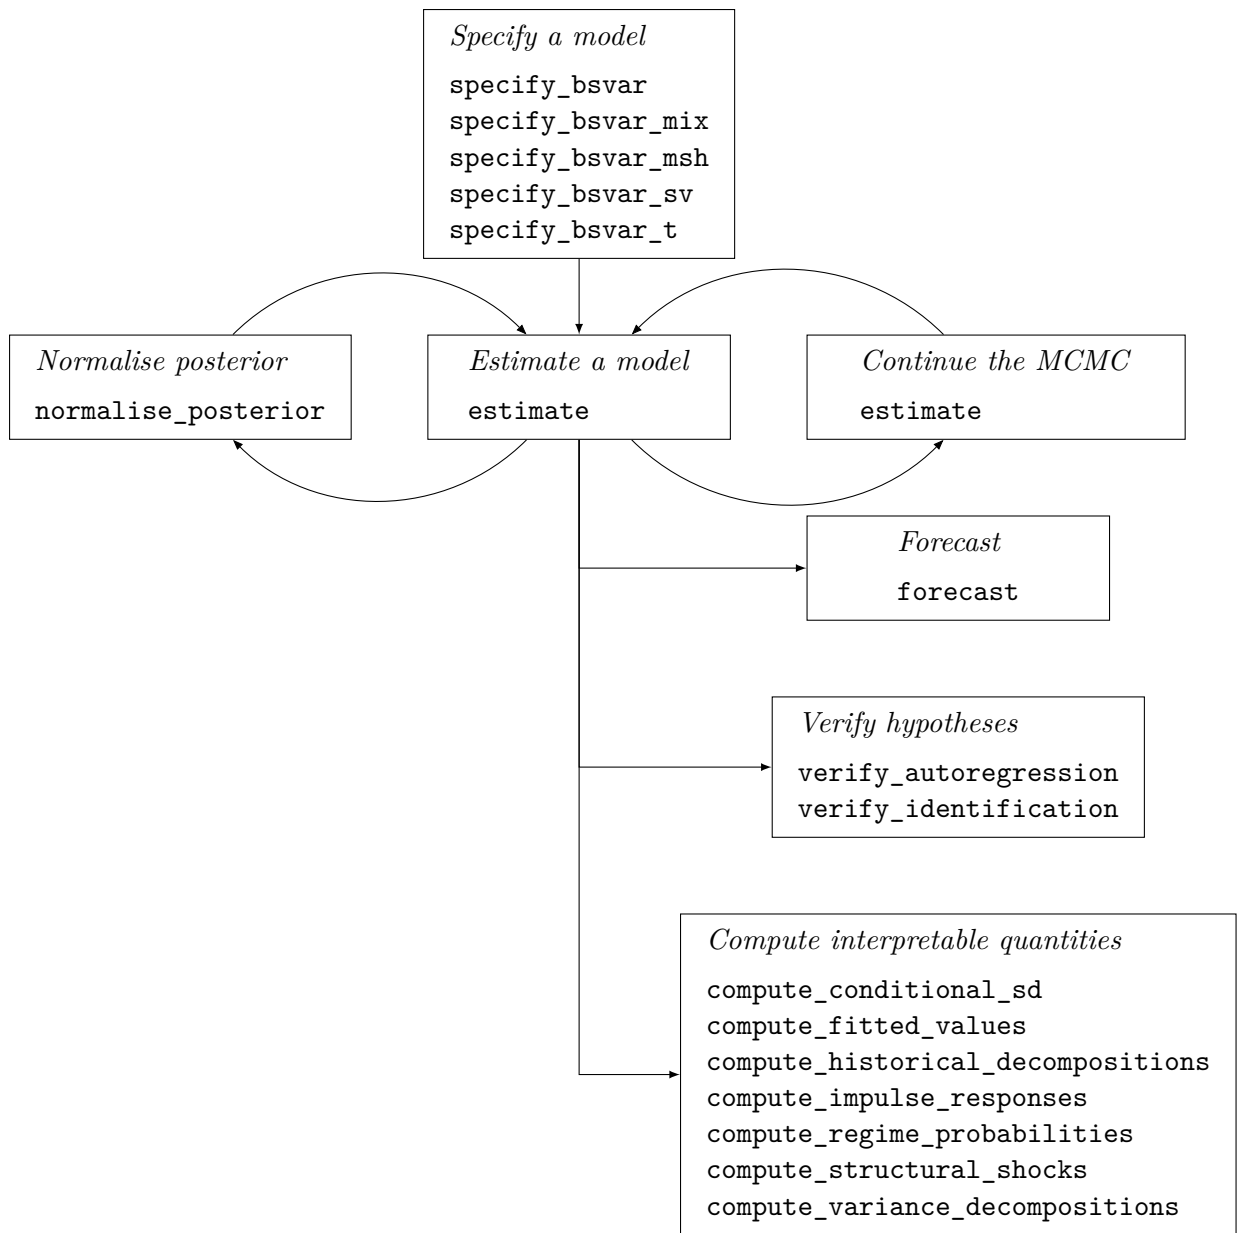 Specify a model
specify_bsvar
specify_bsvar_mix
specify_bsvar_msh
specify_bsvar_sv
specify_bsvar_t
Normalise posterior
normalise_posterior
Estimate a model
estimate
Continue the MCMC
estimate
Forecast
forecast
Verify hypotheses
verify_autoregression
verify_identification
Compute interpretable quantities
compute_conditional_sd
compute_fitted_values
compute_historical_decompositions
compute_impulse_responses
compute_regime_probabilities
compute_structural_shocks
compute_variance_decompositions